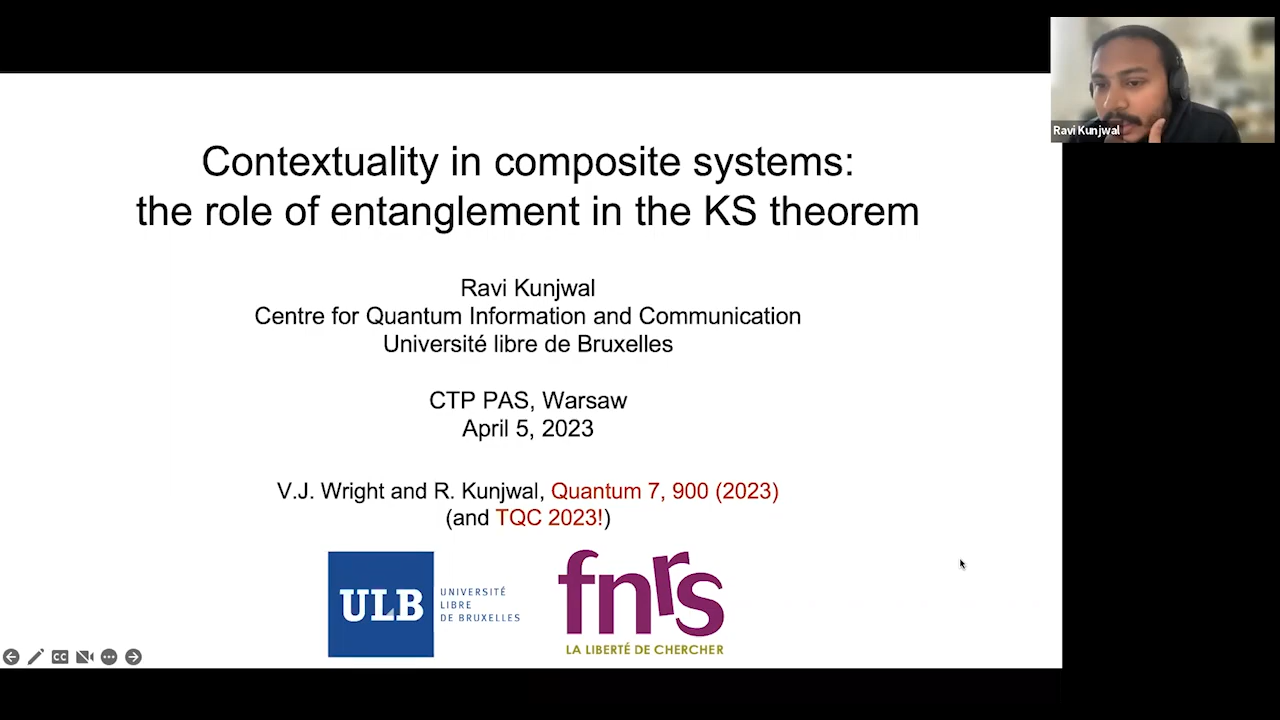 Contextuality in composite systems:
the role of entanglement in the KS theorem
Ravi Kunjwal
Centre for Quantum Information and Communication
Université libre de Bruxelles
CTP PAS, Warsaw
April 5, 2023
V.J. Wright and R. Kunjwal, Quantum 7, 900 (2023)
(and TQC 2023!)
ULB
UNIVERSITÉ
LIBRE
DE BRUXELLES
fnrs
LA LIBERTÉ DE CHERCHER
CC
Ravi Kunjwal